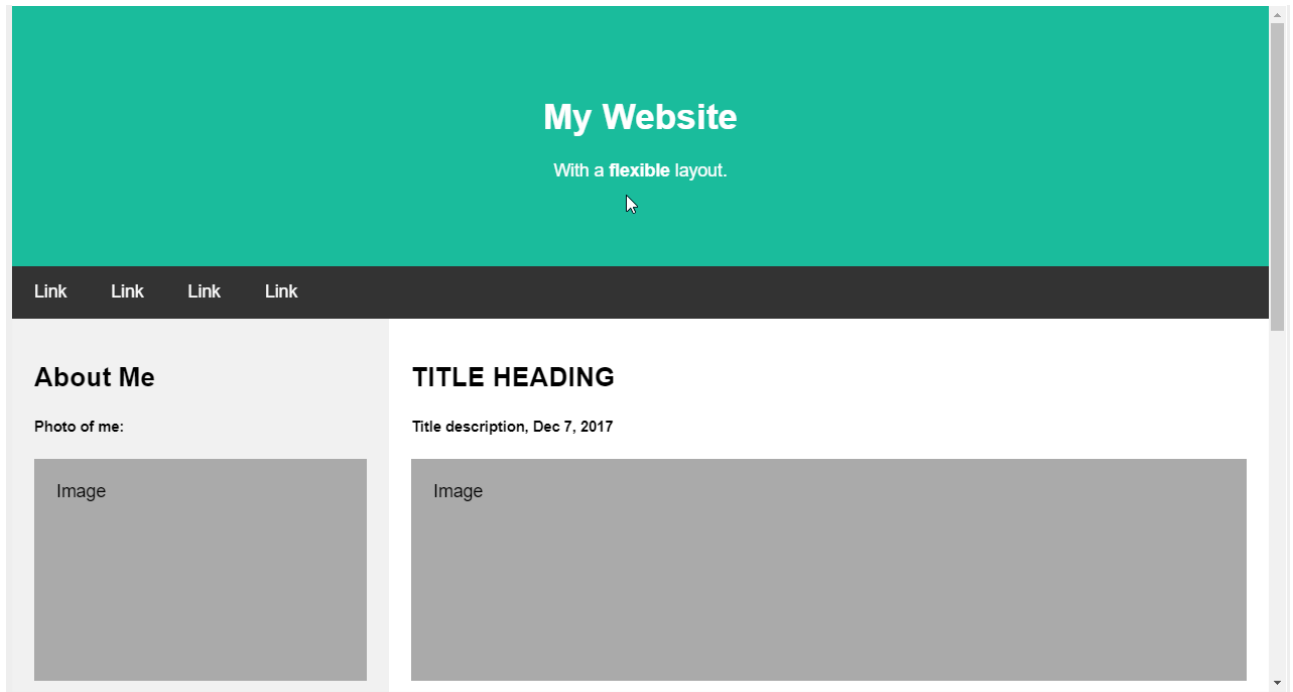 My Website
With a flexible layout.
Link Link Link Link
About Me
Photo of me:
Image
TITLE HEADING
Title description, Dec 7, 2017
Image